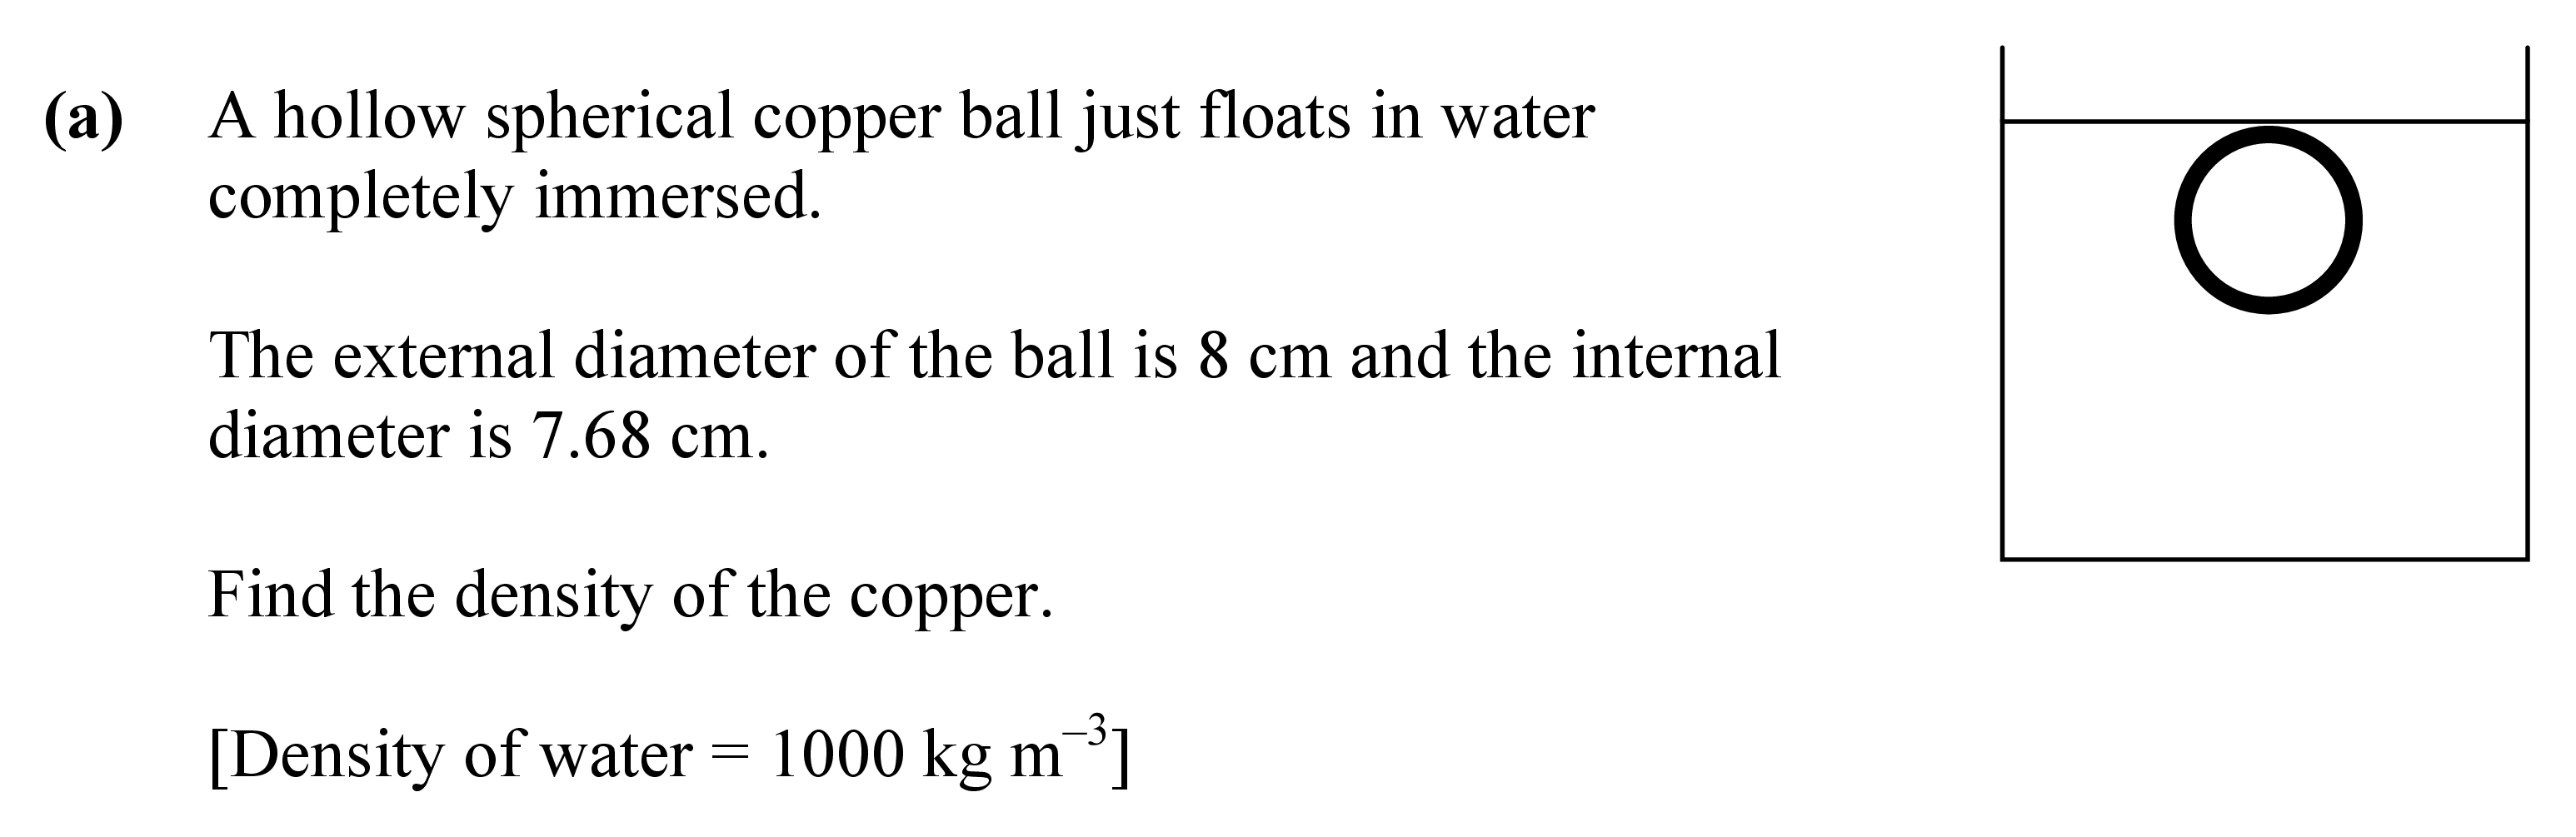 (a) A hollow spherical copper ball just floats in water
completely immersed.
The external diameter of the ball is 8 cm and the internal
diameter is 7.68 cm.
Find the density of the copper.
[Density of water = 1000 kg m⁻³]